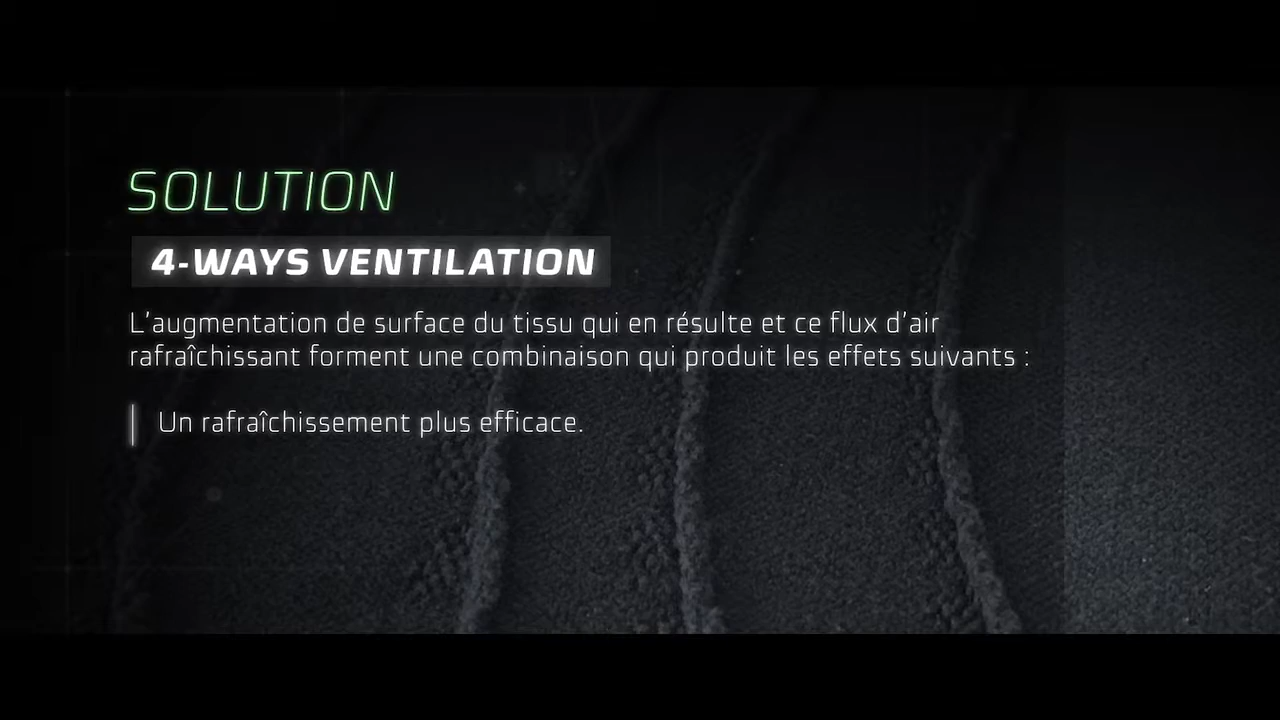 SOLUTION
4-WAYS VENTILATION
L'augmentation de surface du tissu qui en résulte et ce flux d'air
rafraîchissant forment une combinaison qui produit les effets suivants :
Un rafraîchissement plus efficace.